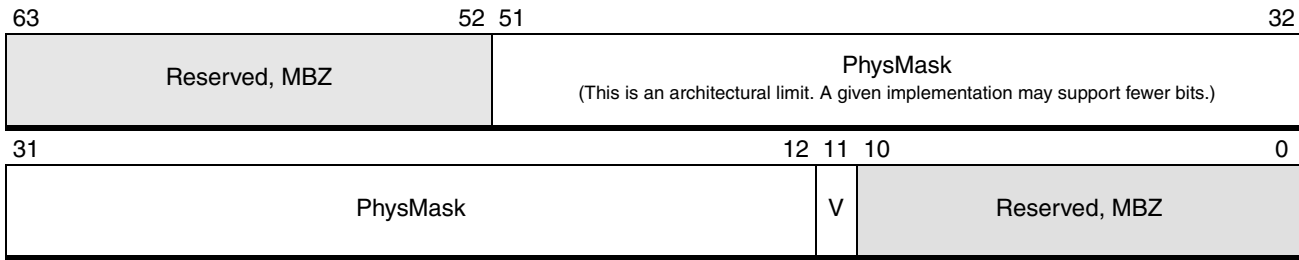 63 52 51 32
Reserved, MBZ PhysMask
(This is an architectural limit. A given implementation may support fewer bits.)
31 12 11 10 0
PhysMask V Reserved, MBZ